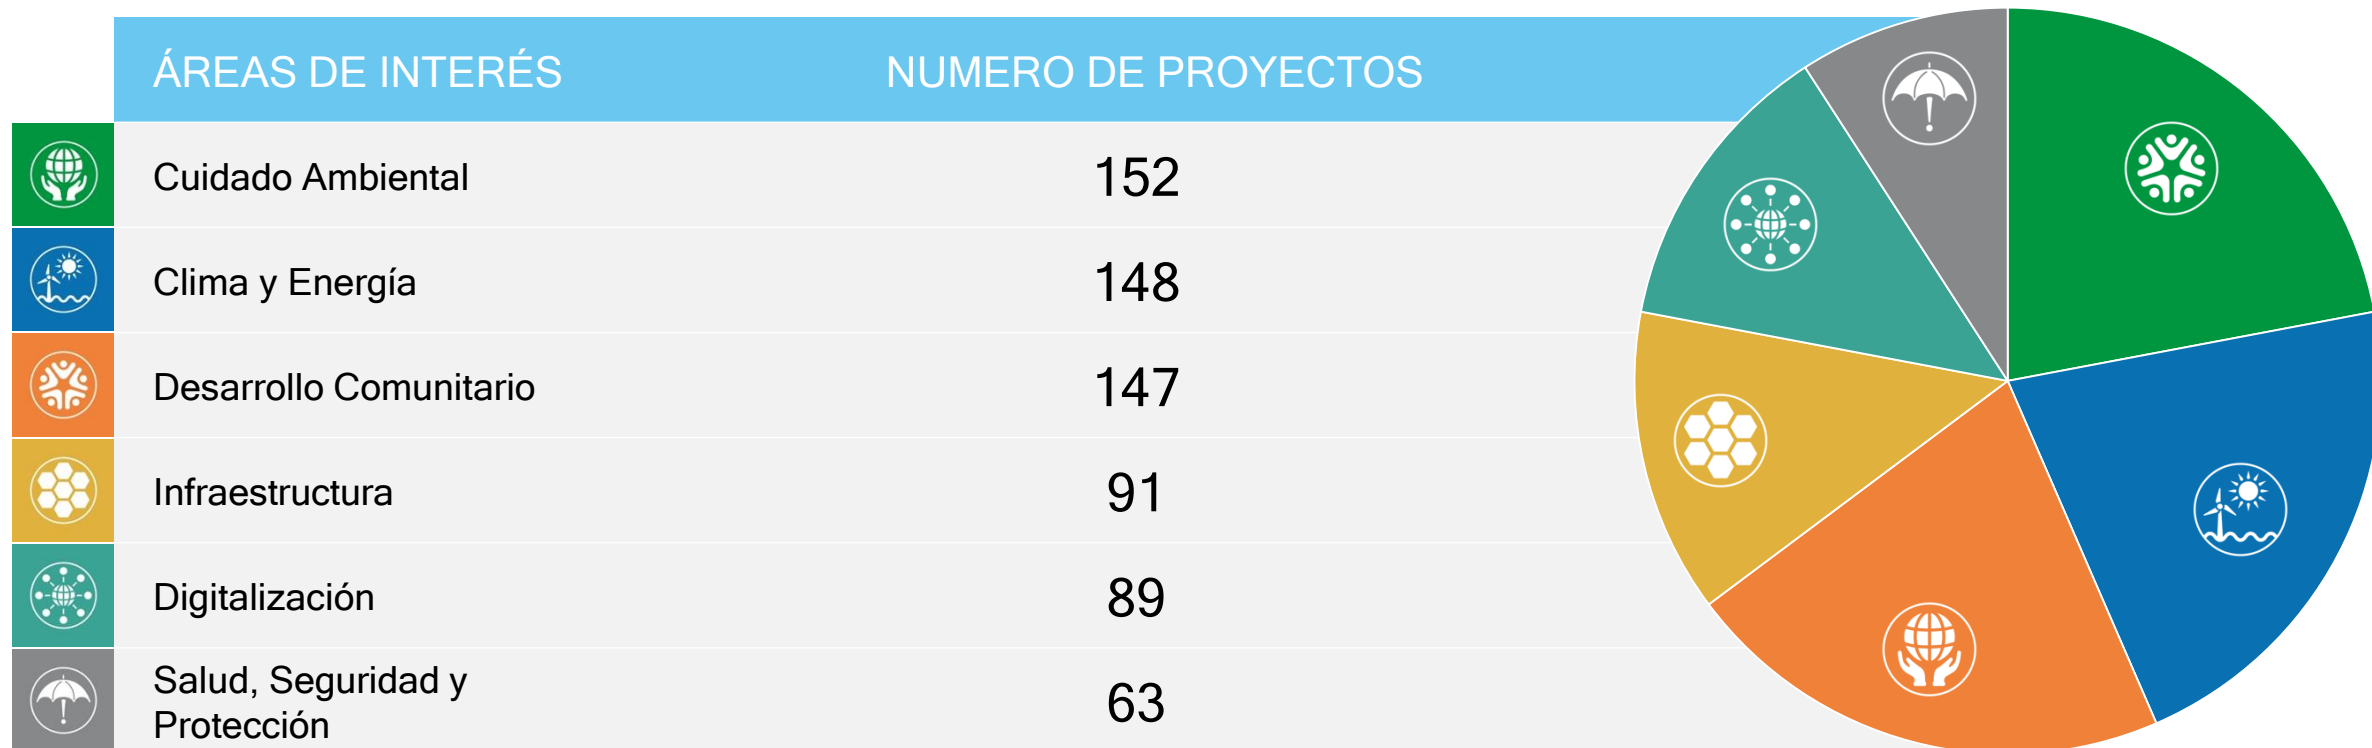 ÁREAS DE INTERÉS NUMERO DE PROYECTOS
Cuidado Ambiental 152
Clima y Energía 148
Desarrollo Comunitario 147
Infraestructura 91
Digitalización 89
Salud, Seguridad y
Protección 63